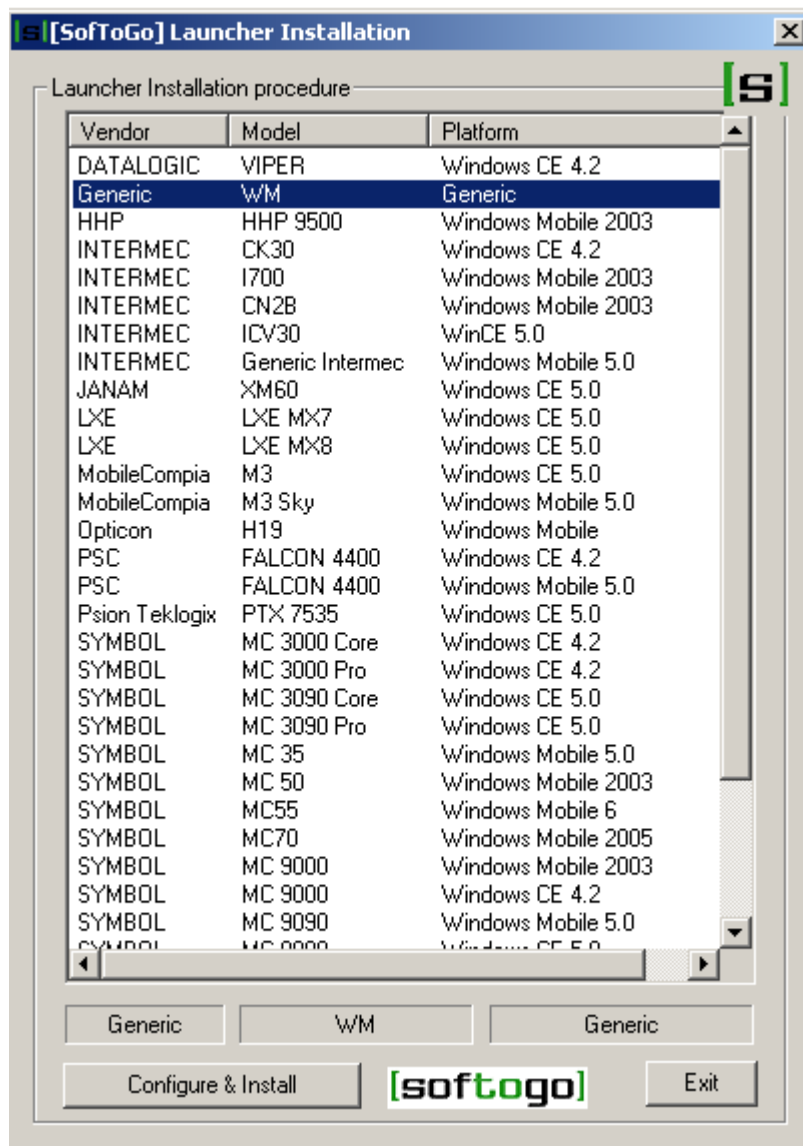 [s] [SofToGo] Launcher Installation
Launcher Installation procedure
[s]
Vendor Model Platform
DATALOGIC VIPER Windows CE 4.2
Generic WM Generic
HHP HHP 9500 Windows Mobile 2003
INTERMEC CK30 Windows CE 4.2
INTERMEC I700 Windows Mobile 2003
INTERMEC CN2B Windows Mobile 2003
INTERMEC ICV30 WinCE 5.0
INTERMEC Generic Intermec Windows Mobile 5.0
JANAM XM60 Windows CE 5.0
LXE LXE MX7 Windows CE 5.0
LXE LXE MX8 Windows CE 5.0
MobileCompia M3 Windows CE 5.0
MobileCompia M3 Sky Windows Mobile 5.0
Opticon H19 Windows Mobile
PSC FALCON 4400 Windows CE 4.2
PSC FALCON 4400 Windows Mobile 5.0
Psion Teklogix PTX 7535 Windows CE 5.0
SYMBOL MC 3000 Core Windows CE 4.2
SYMBOL MC 3000 Pro Windows CE 4.2
SYMBOL MC 3090 Core Windows CE 5.0
SYMBOL MC 3090 Pro Windows CE 5.0
SYMBOL MC 35 Windows Mobile 5.0
SYMBOL MC 50 Windows Mobile 2003
SYMBOL MC55 Windows Mobile 6
SYMBOL MC70 Windows Mobile 2005
SYMBOL MC 9000 Windows Mobile 2003
SYMBOL MC 9000 Windows CE 4.2
SYMBOL MC 9090 Windows Mobile 5.0
Generic WM Generic
Configure & Install [softogo] Exit